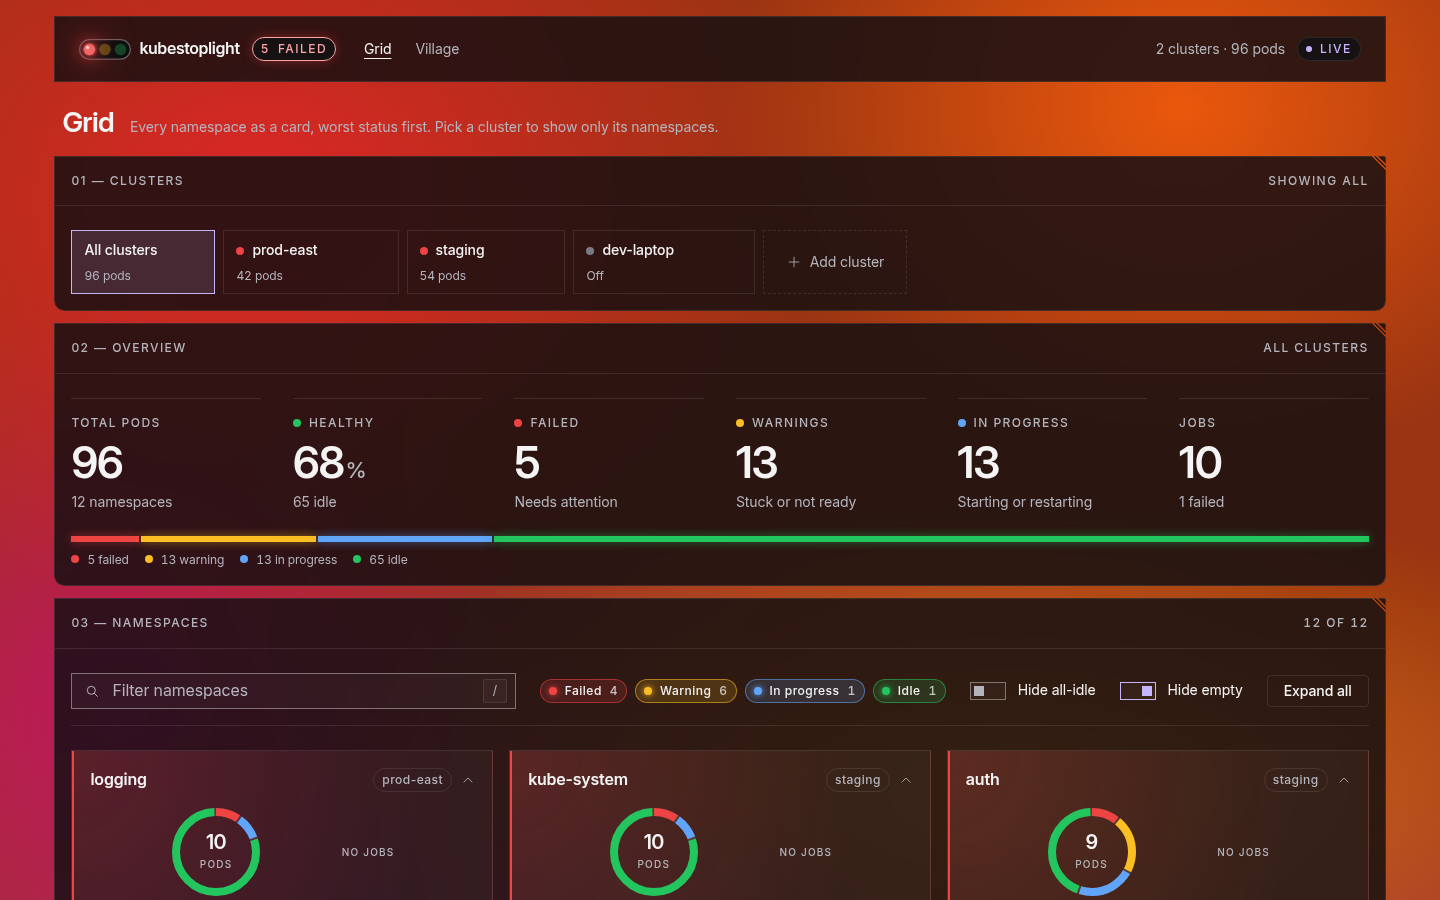 kubestoplight 5 FAILED Grid Village 2 clusters · 96 pods LIVE
Grid Every namespace as a card, worst status first. Pick a cluster to show only its namespaces.
01 — CLUSTERS SHOWING ALL
All clusters prod-east staging dev-laptop
96 pods 42 pods 54 pods Off
+ Add cluster
02 — OVERVIEW ALL CLUSTERS
TOTAL PODS HEALTHY FAILED WARNINGS IN PROGRESS JOBS
96 68% 5 13 13 10
12 namespaces 65 idle Needs attention Stuck or not ready Starting or restarting 1 failed
5 failed 13 warning 13 in progress 65 idle
03 — NAMESPACES 12 OF 12
Filter namespaces / Failed 4 Warning 6 In progress 1 Idle 1 Hide all-idle Hide empty Expand all
logging prod-east kube-system staging auth staging
10 10 9
PODS NO JOBS PODS NO JOBS PODS NO JOBS